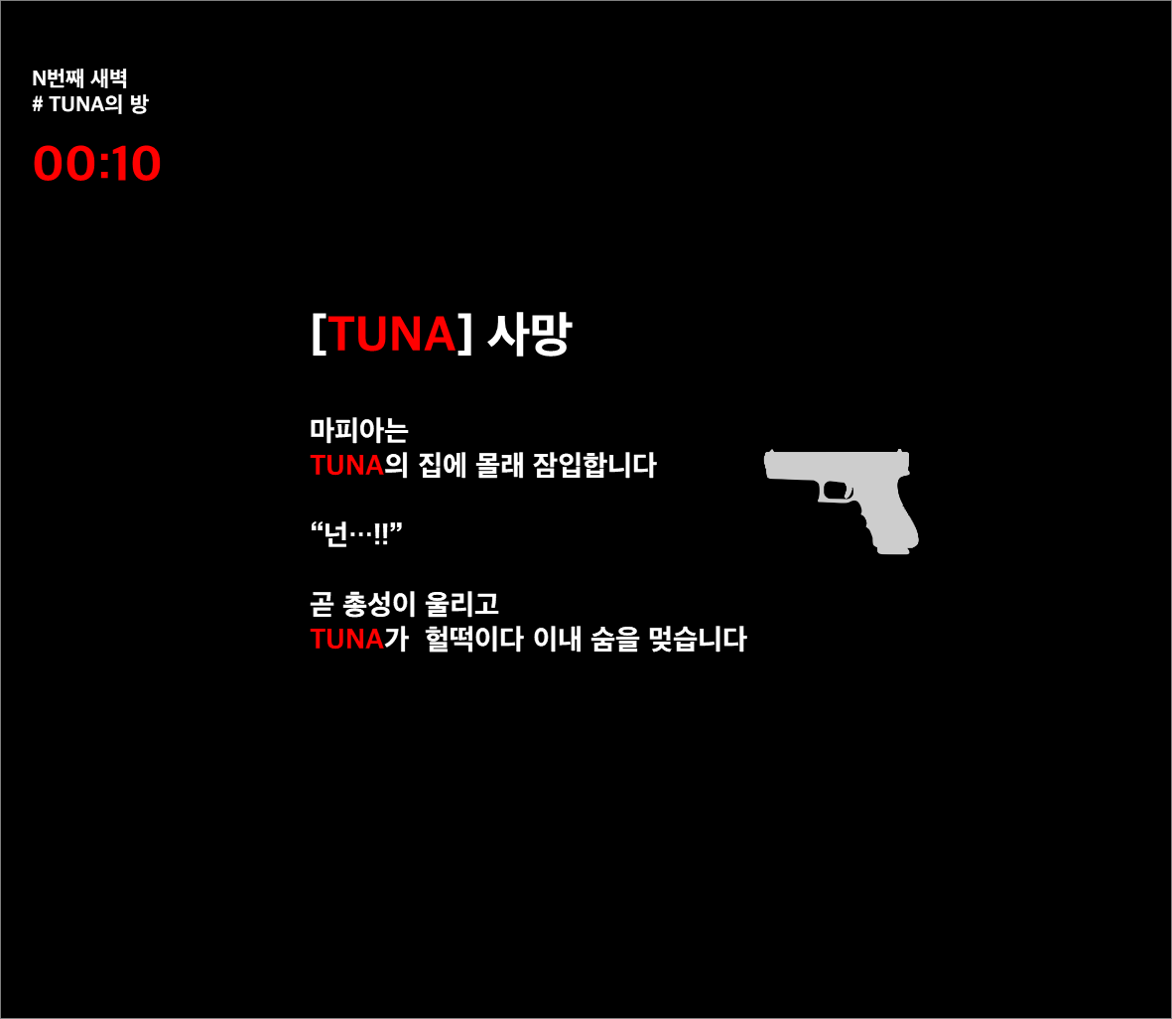 N번째 새벽
# TUNA의 방
00:10
[TUNA] 사망
마피아는
TUNA의 집에 몰래 잠입합니다
“넌…!!”
곧 총성이 울리고
TUNA가  헐떡이다 이내 숨을 멎습니다